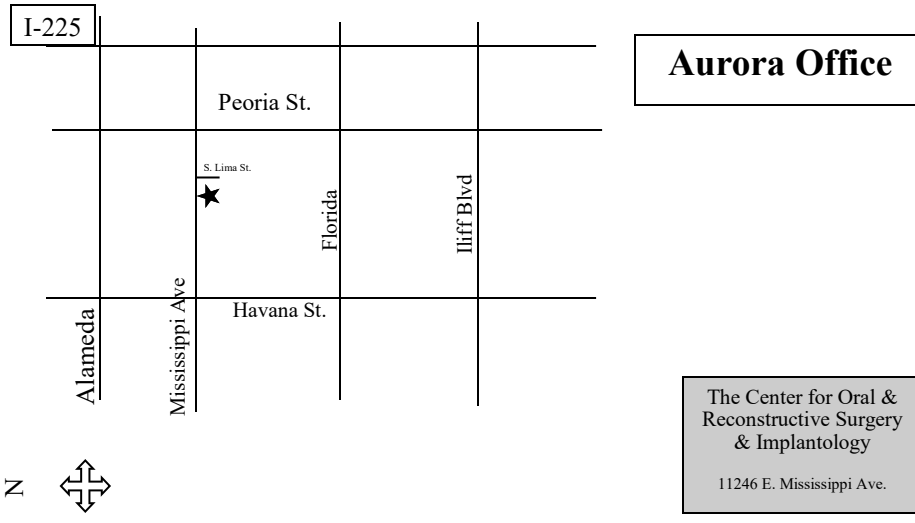 I-225
Aurora Office
Peoria St.
S. Lima St.
Florida
Iliff Blvd
Mississippi Ave
Havana St.
Alameda
The Center for Oral &
Reconstructive Surgery
& Implantology
11246 E. Mississippi Ave.
N